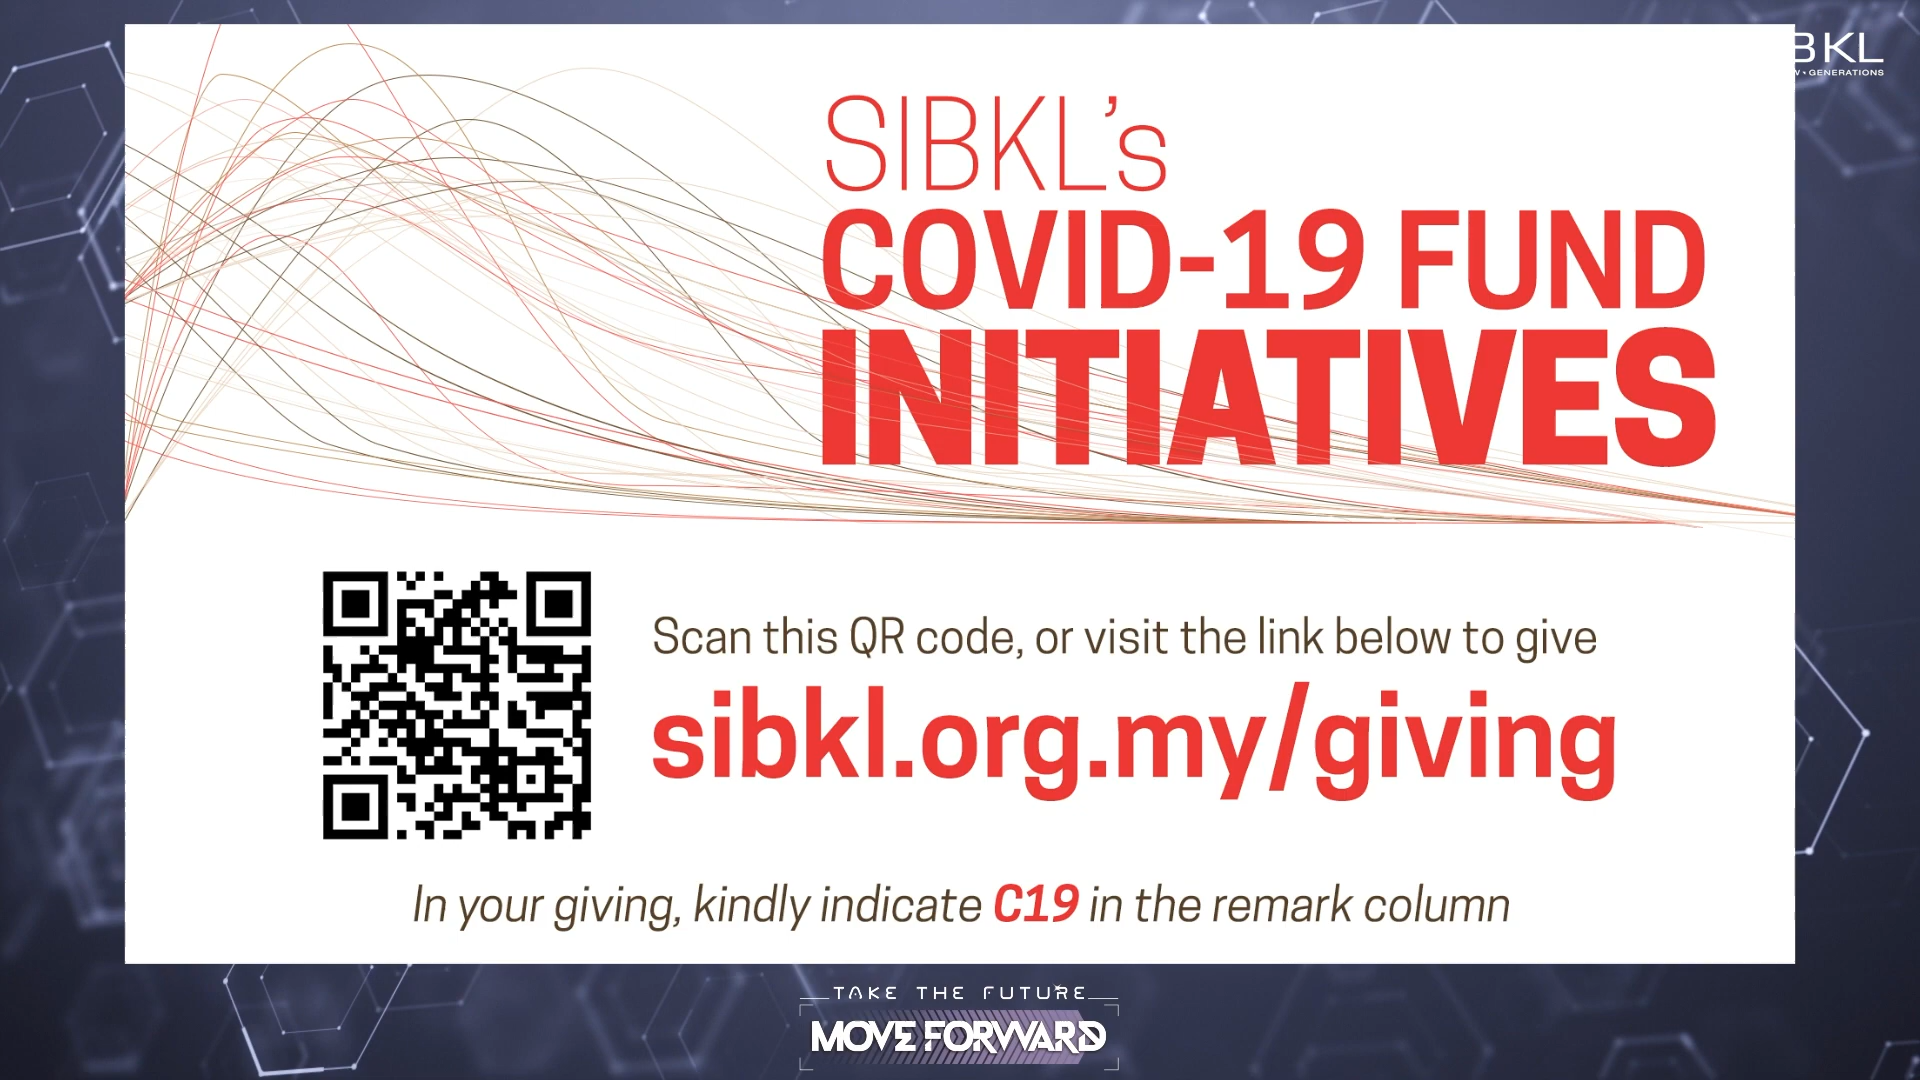 BKL
GENERATIONS
SIBKL’s
COVID-19 FUND
INITIATIVES
Scan this QR code, or visit the link below to give
sibkl.org.my/giving
In your giving, kindly indicate C19 in the remark column
TAKE THE FUTURE
MOVE FORWARD